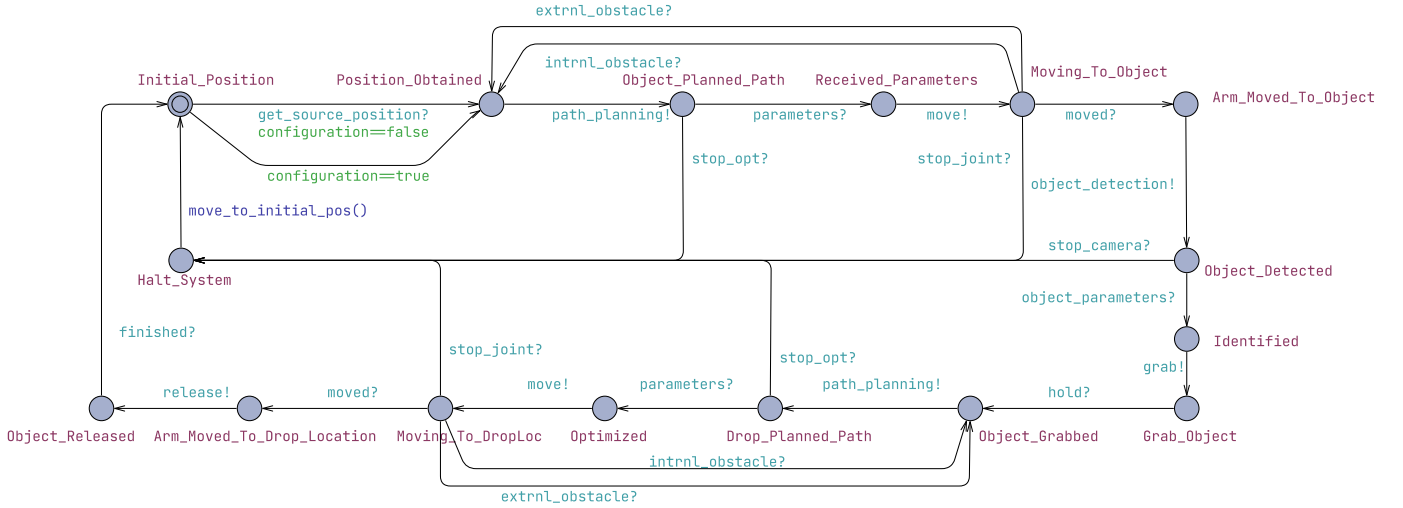 extrnl_obstacle?
intrnl_obstacle?
Initial_Position
Position_Obtained
Object_Planned_Path
Received_Parameters
Moving_To_Object
Arm_Moved_To_Object
get_source_position?
configuration==false
path_planning!
parameters?
move!
moved?
stop_opt?
stop_joint?
configuration==true
object_detection!
move_to_initial_pos()
stop_camera?
Halt_System
Object_Detected
object_parameters?
finished?
Identified
stop_joint?
stop_opt?
grab!
release!
moved?
move!
parameters?
path_planning!
hold?
Object_Released
Arm_Moved_To_Drop_Location
Moving_To_DropLoc
Optimized
Drop_Planned_Path
Object_Grabbed
Grab_Object
intrnl_obstacle?
extrnl_obstacle?